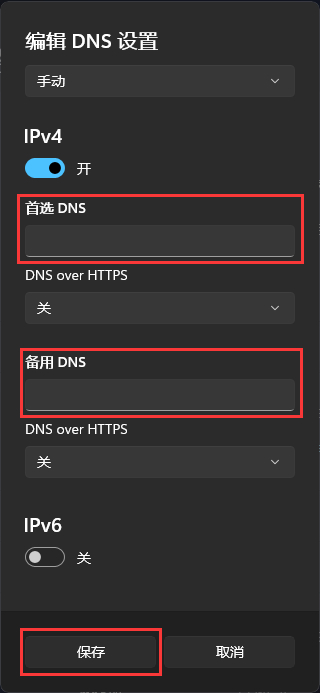 编辑 DNS 设置
手动
IPv4
开
首选 DNS
DNS over HTTPS
关
备用 DNS
DNS over HTTPS
关
IPv6
关
保存
取消